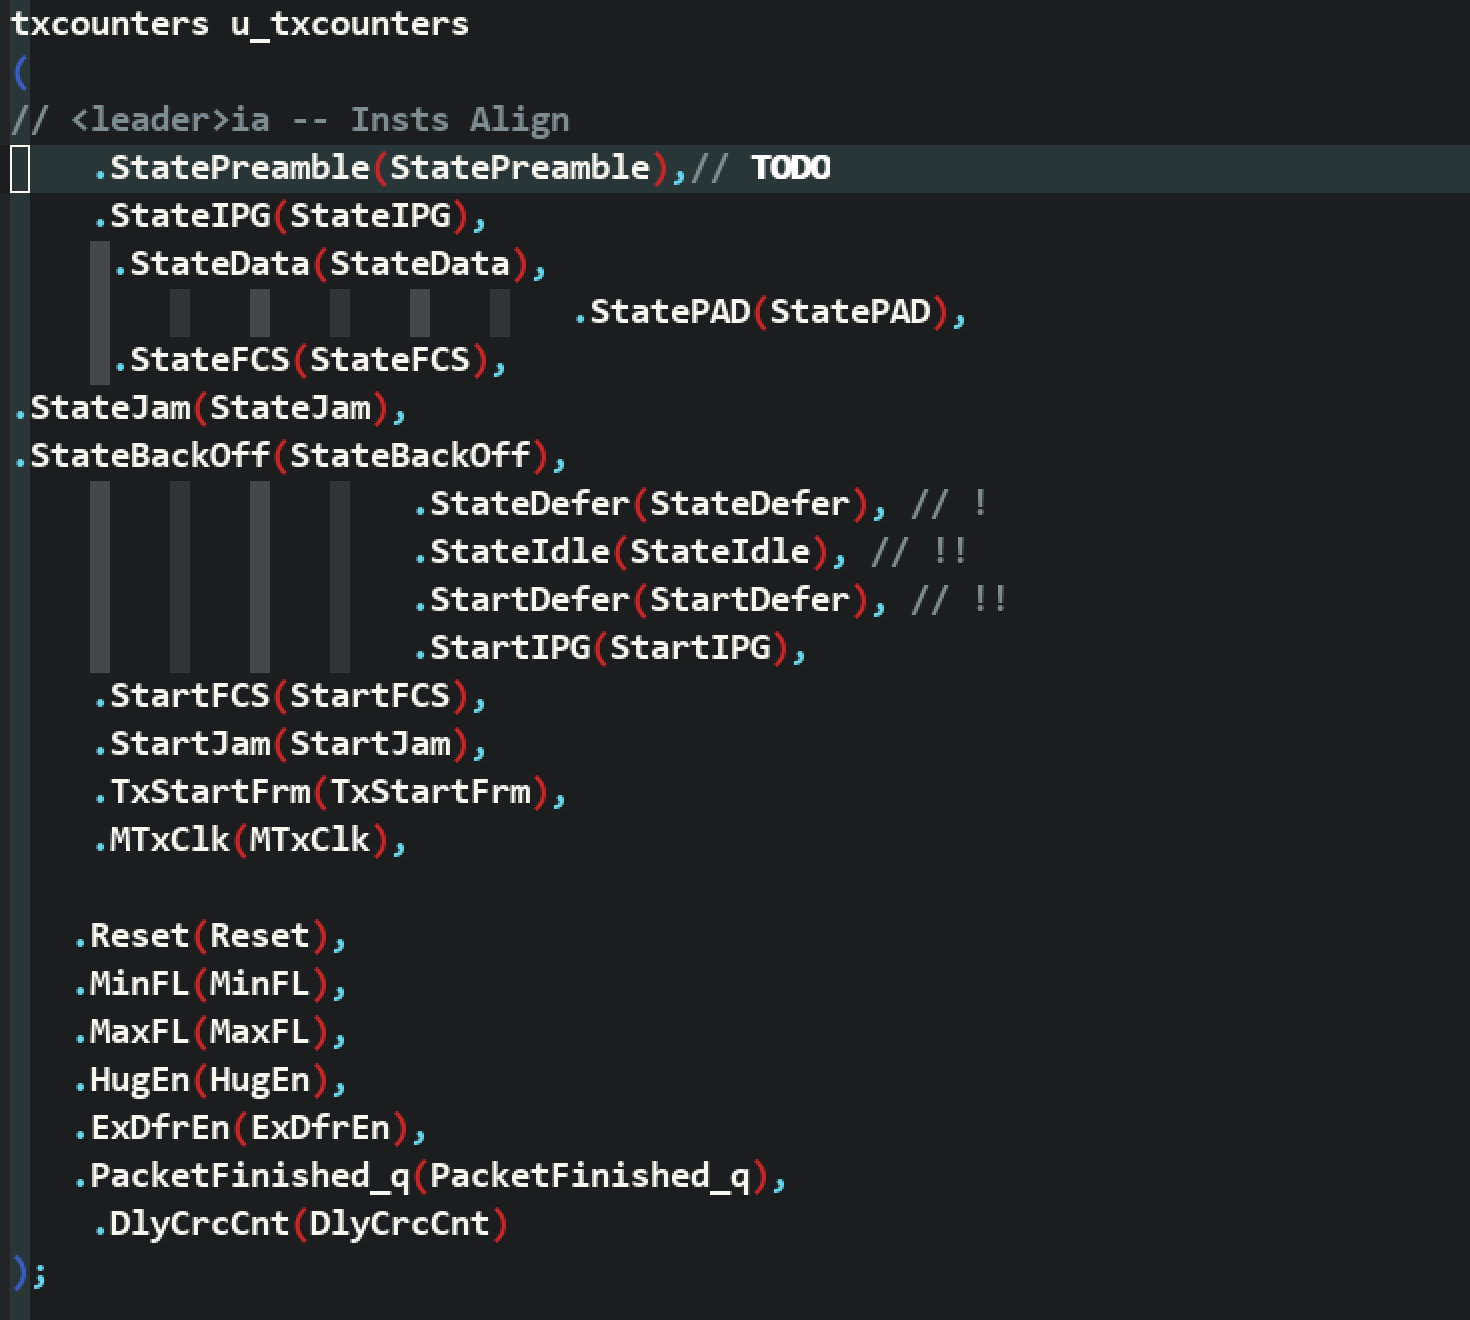 txcounters u_txcounters
(
// <leader>ia -- Insts Align
.StatePreamble(StatePreamble),// TODO
.StateIPG(StateIPG),
.StateData(StateData),
.StatePAD(StatePAD),
.StateFCS(StateFCS),
.StateJam(StateJam),
.StateBackOff(StateBackOff),
.StateDefer(StateDefer), // !
.StateIdle(StateIdle), // !!
.StartDefer(StartDefer), // !!
.StartIPG(StartIPG),
.StartFCS(StartFCS),
.StartJam(StartJam),
.TxStartFrm(TxStartFrm),
.MTxClk(MTxClk),
.Reset(Reset),
.MinFL(MinFL),
.MaxFL(MaxFL),
.HugEn(HugEn),
.ExDfrEn(ExDfrEn),
.PacketFinished_q(PacketFinished_q),
.DlyCrcCnt(DlyCrcCnt)
);